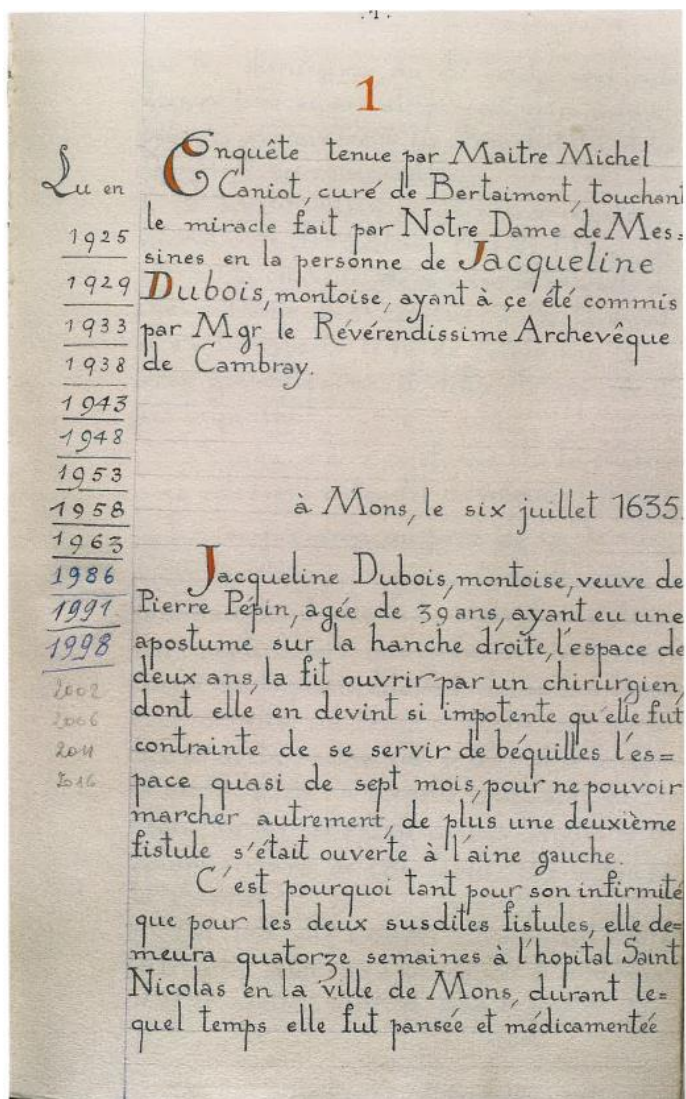 .1.
1
Enquête tenue par Maitre Michel
Caniot, curé de Bertaimont, touchant
le miracle fait par Notre Dame de Mes=
sines en la personne de Jacqueline
Dubois, montoise, ayant à çe été commis
par Mgr le Révérendissime Archevêque
de Cambray.
à Mons, le six juillet 1635.
Jacqueline Dubois, montoise, veuve de
Pierre Pépin, agée de 39 ans, ayant eu une
apostume sur la hanche droite, l'espace de
deux ans, la fit ouvrir par un chirurgien,
dont elle en devint si impotente qu'elle fut
contrainte de se servir de béquilles l'es=
pace quasi de sept mois, pour ne pouvoir
marcher autrement, de plus une deuxième
fistule s'était ouverte à l'aine gauche.
C'est pourquoi tant pour son infirmité
que pour les deux susdites fistules, elle de=
meura quatorze semaines à l'hopital Saint
Nicolas en la ville de Mons, durant le=
quel temps elle fut pansée et médicamentée
Lu en
1925
1929
1933
1938
1943
1948
1953
1958
1963
1986
1991
1998
2002
2006
2011
2016